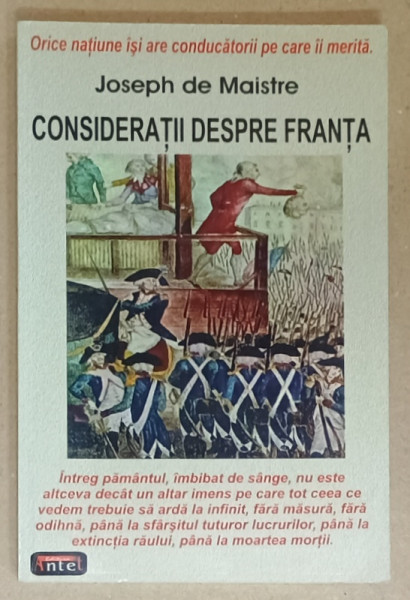 Orice națiune își are conducătorii pe care îi merită.
Joseph de Maistre
CONSIDERAȚII DESPRE FRANȚA
Întreg pământul, îmbibat de sânge, nu este
altceva decât un altar imens pe care tot ceea ce
vedem trebuie să ardă la infinit, fără măsură, fără
odihnă, până la sfârșitul tuturor lucrurilor, până la
extincția răului, până la moartea morții.
Editura
Antet